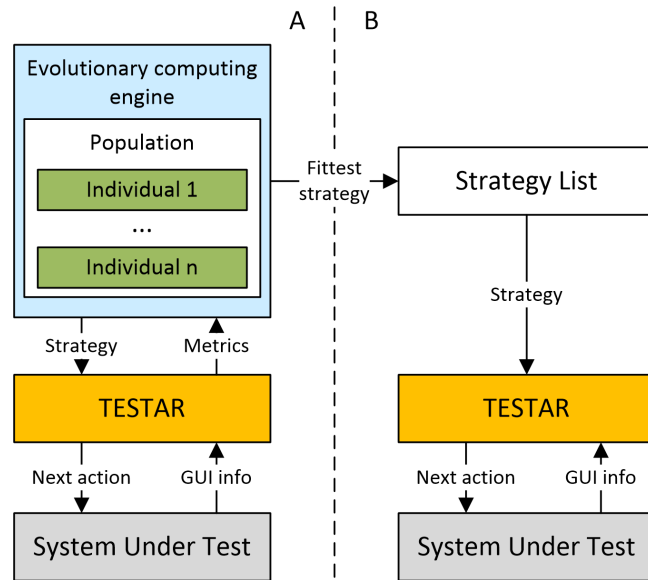 A
B
Evolutionary computing
engine
Population
Individual 1
...
Individual n
Fittest
strategy
Strategy List
Strategy
Metrics
Strategy
TESTAR
TESTAR
Next action
GUI info
Next action
GUI info
System Under Test
System Under Test